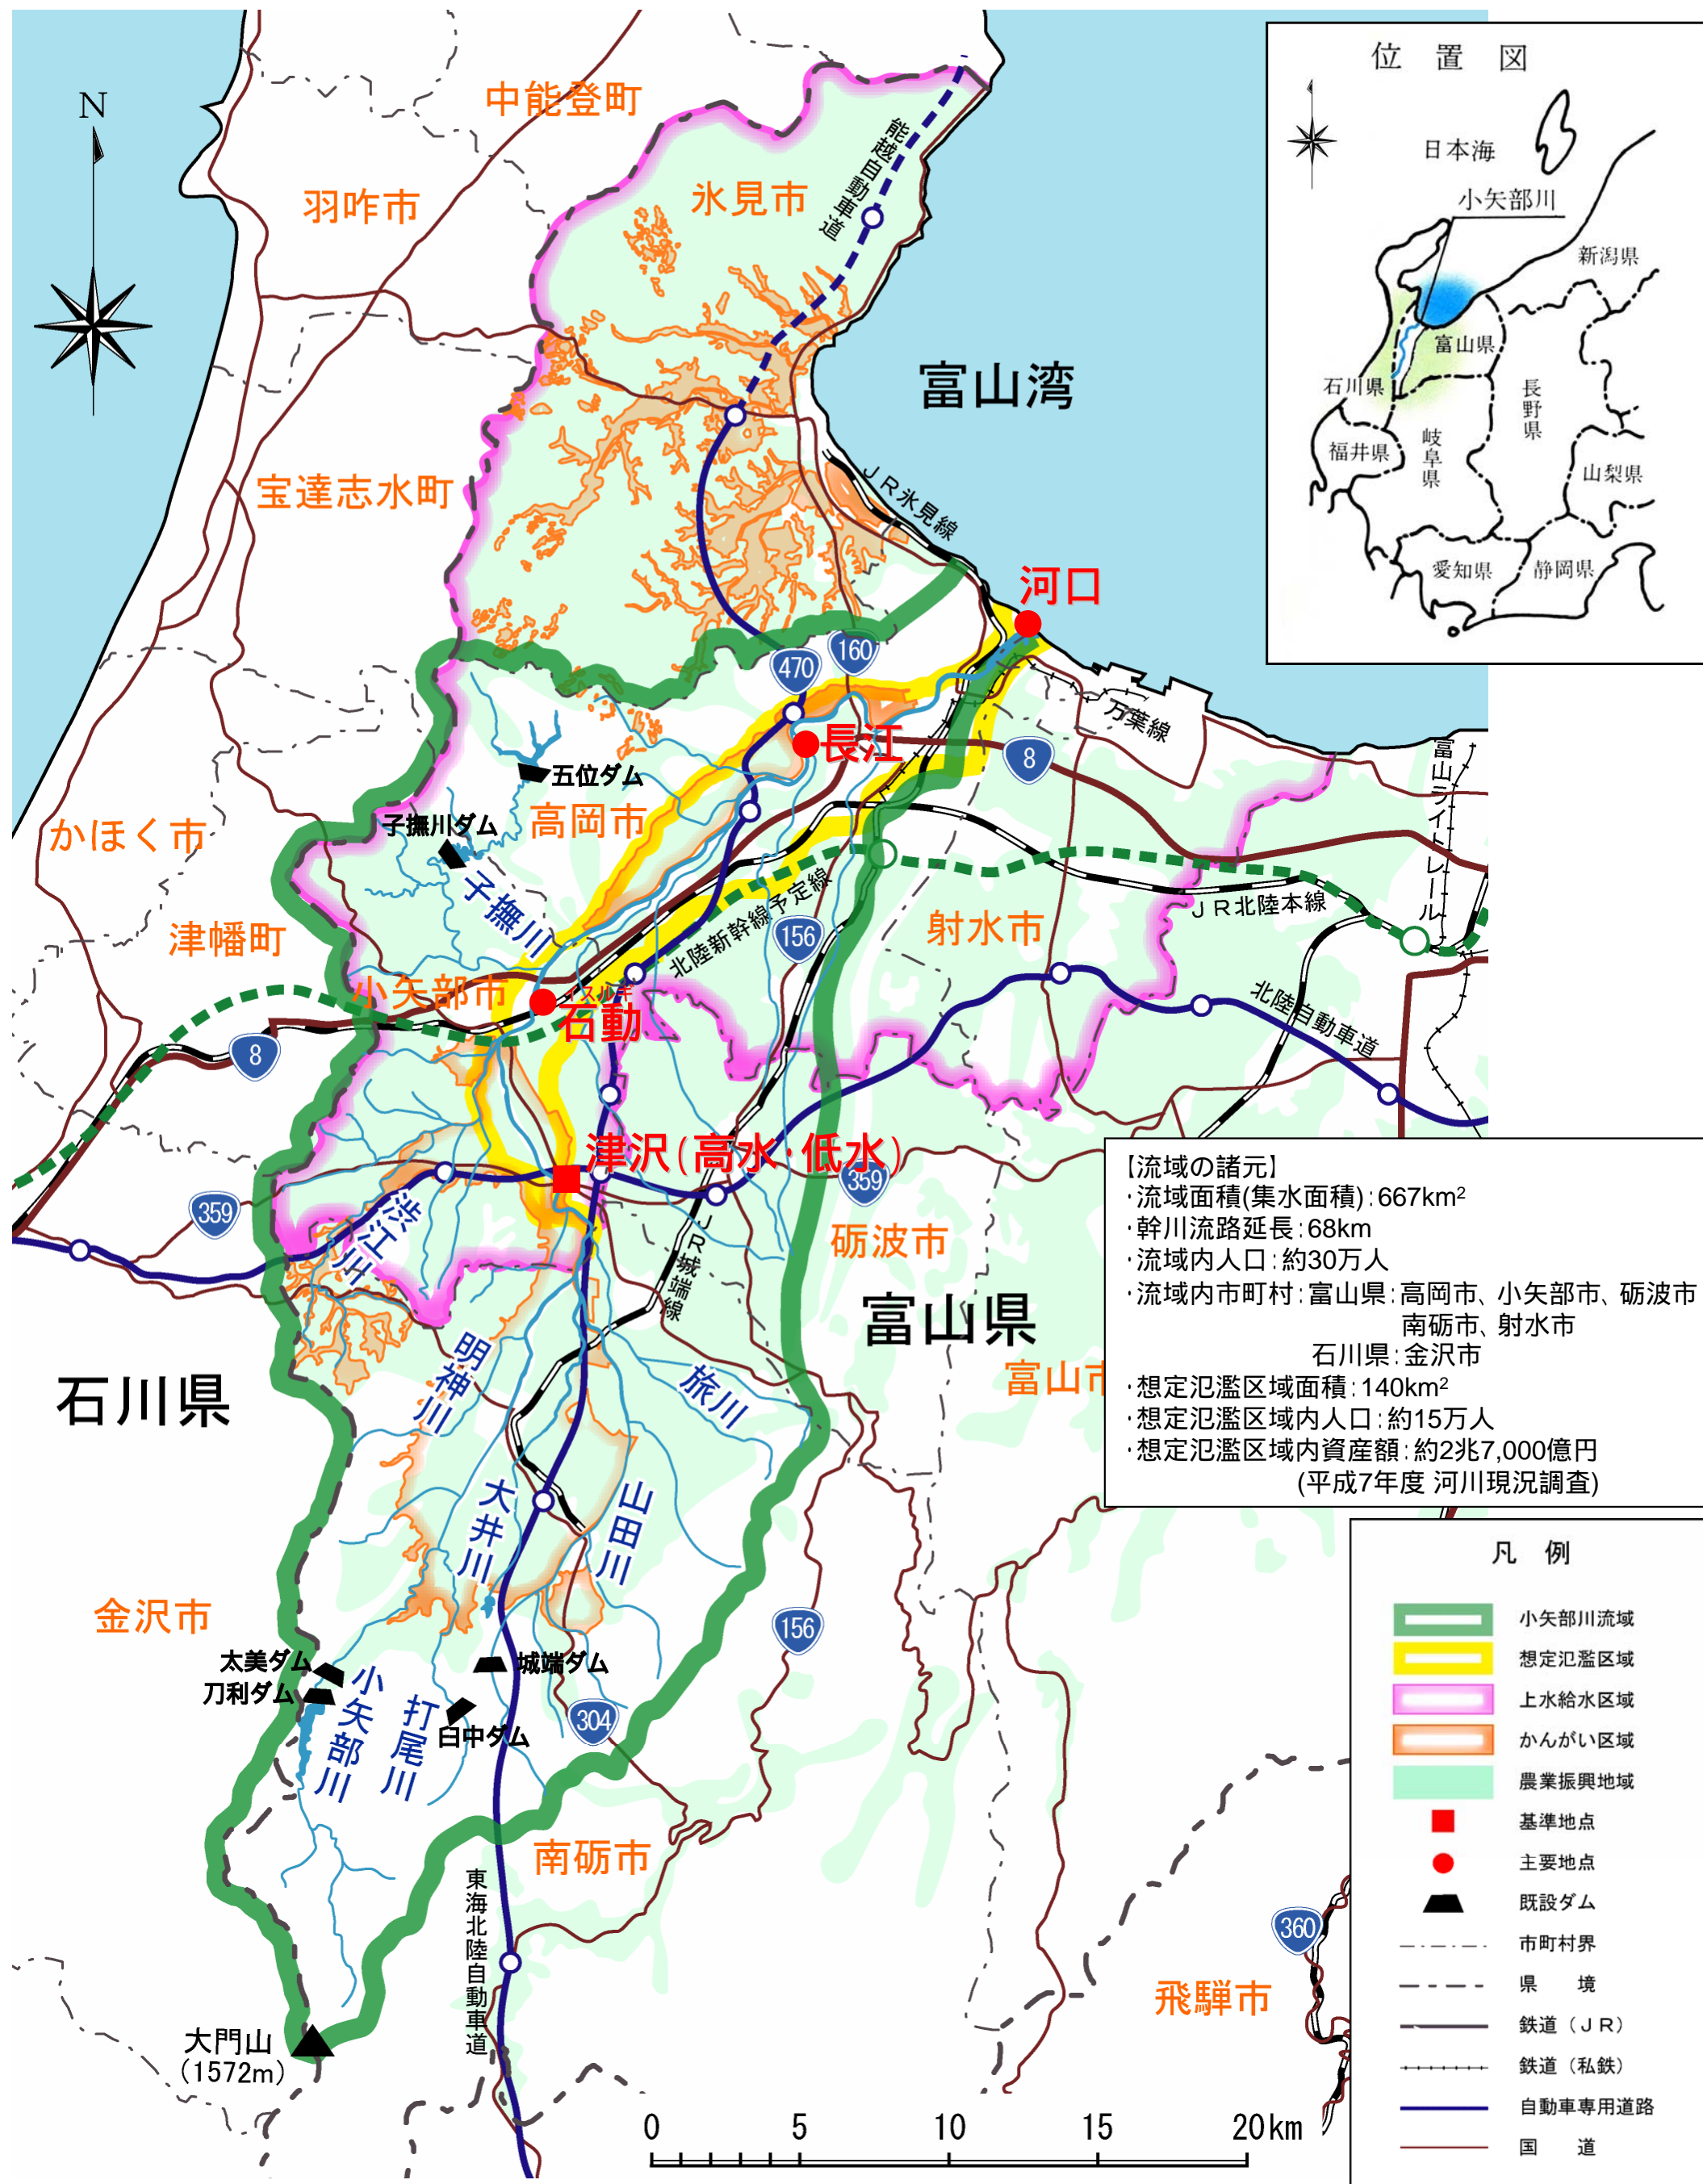 N
中能登町
羽咋市
氷見市
能越自動車道
宝達志水町
富山湾
JR氷見線
河口
470
160
万葉線
長江
8
富山ライトレール
五位ダム
高岡市
子撫川ダム
かほく市
子撫川
津幡町
北陸新幹線予定線
156
射水市
JR北陸本線
小矢部市
イスルギ
石動
北陸自動車道
8
津沢(高水・低水)
359
359
渋江川
砺波市
JR城端線
富山県
富山市
明神川
旅川
石川県
大井川
山田川
金沢市
156
太美ダム
刀利ダム
城端ダム
小矢部川
打尾川
臼中ダム
304
南砺市
東海北陸自動車道
360
飛騨市
大門山
(1572m)
0 5 10 15 20km
位置図
日本海
小矢部川
新潟県
富山県
石川県
長野県
福井県
岐阜県
山梨県
愛知県
静岡県
【流域の諸元】
・流域面積(集水面積):667km²
・幹川流路延長:68km
・流域内人口:約30万人
・流域内市町村:富山県:高岡市、小矢部市、砺波市
南砺市、射水市
石川県:金沢市
・想定氾濫区域面積:140km²
・想定氾濫区域内人口:約15万人
・想定氾濫区域内資産額:約2兆7,000億円
(平成7年度 河川現況調査)
凡 例
小矢部川流域
想定氾濫区域
上水給水区域
かんがい区域
農業振興地域
基準地点
主要地点
既設ダム
市町村界
県 境
鉄道(JR)
鉄道(私鉄)
自動車専用道路
国 道